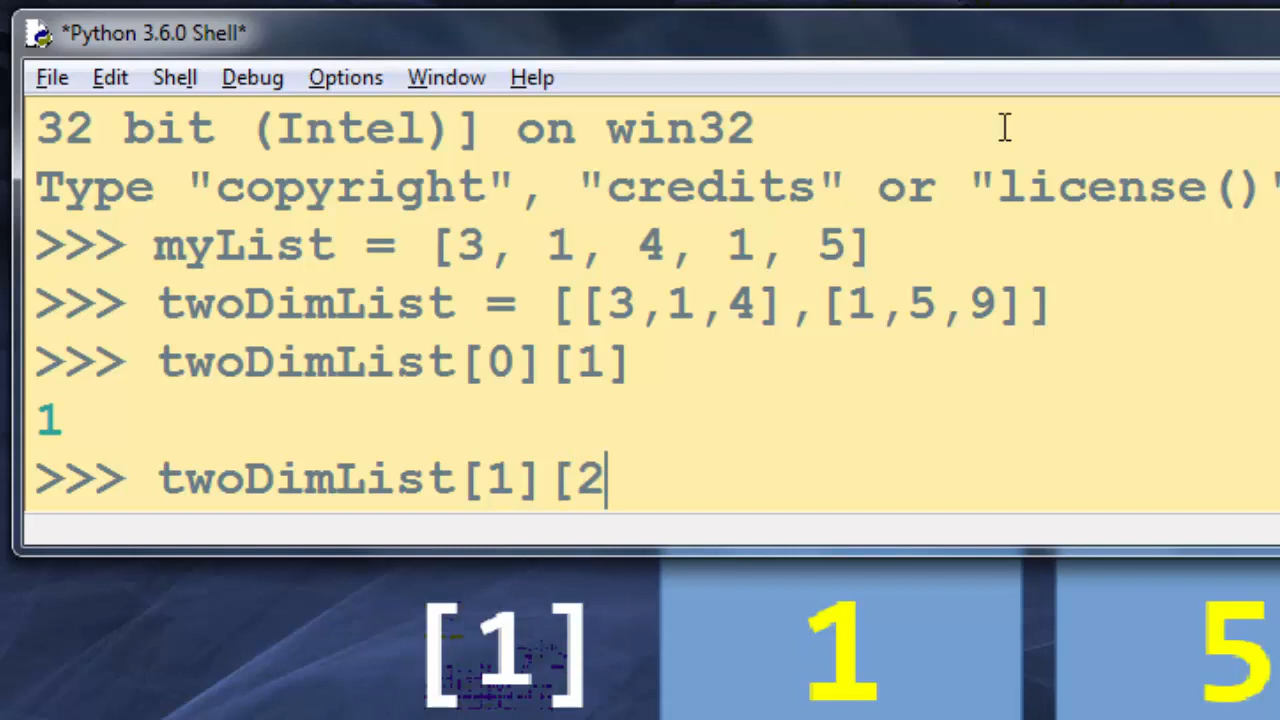 *Python 3.6.0 Shell*
File Edit Shell Debug Options Window Help
32 bit (Intel)] on win32
Type "copyright", "credits" or "license()"
>>> myList = [3, 1, 4, 1, 5]
>>> twoDimList = [[3,1,4],[1,5,9]]
>>> twoDimList[0][1]
1
>>> twoDimList[1][2
[1] 1 5